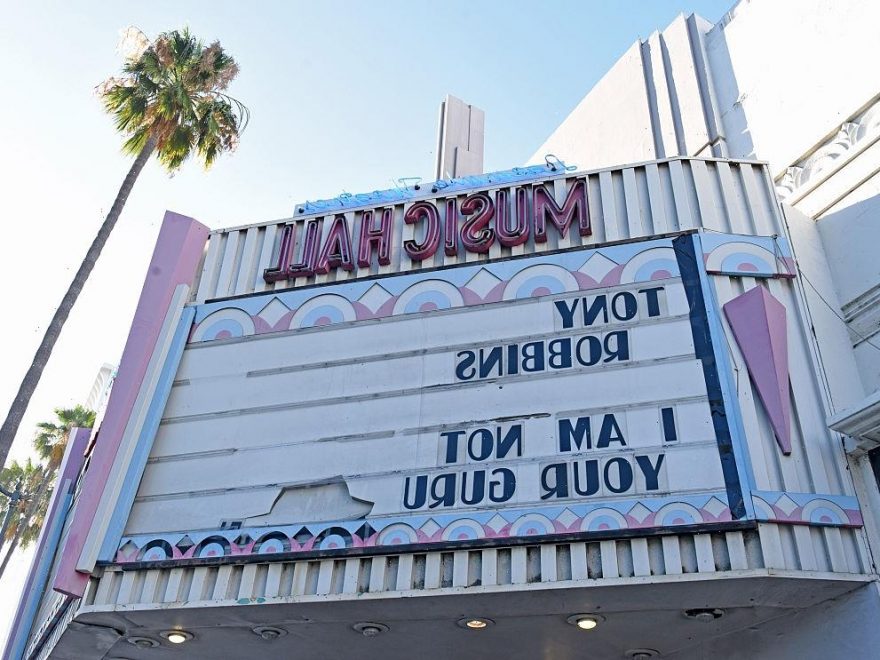 MUSIC HALL
TONY
ROBBINS
I AM NOT
YOUR GURU